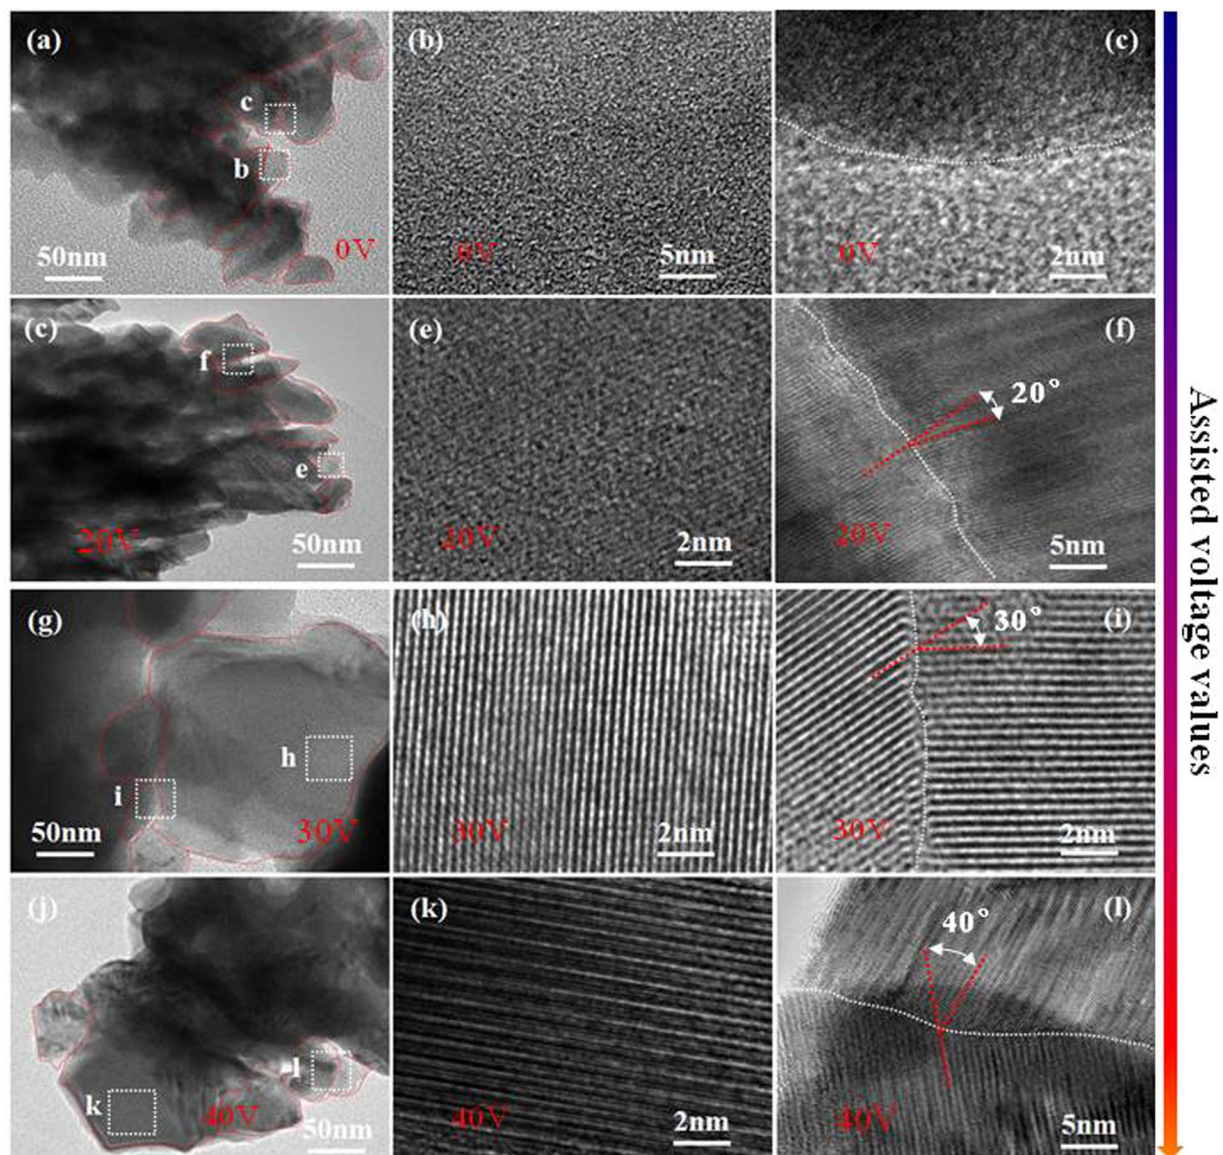 (a)
c
b
0V
50nm
(b)
0V
5nm
(c)
0V
2nm
(c)
f
e
20V
50nm
(e)
20V
2nm
(f)
20°
20V
5nm
(g)
h
i
50nm
30V
(h)
30V
2nm
(i)
30°
30V
2nm
(j)
l
k
40V
50nm
(k)
40V
2nm
(l)
40°
40V
5nm
Assisted voltage values